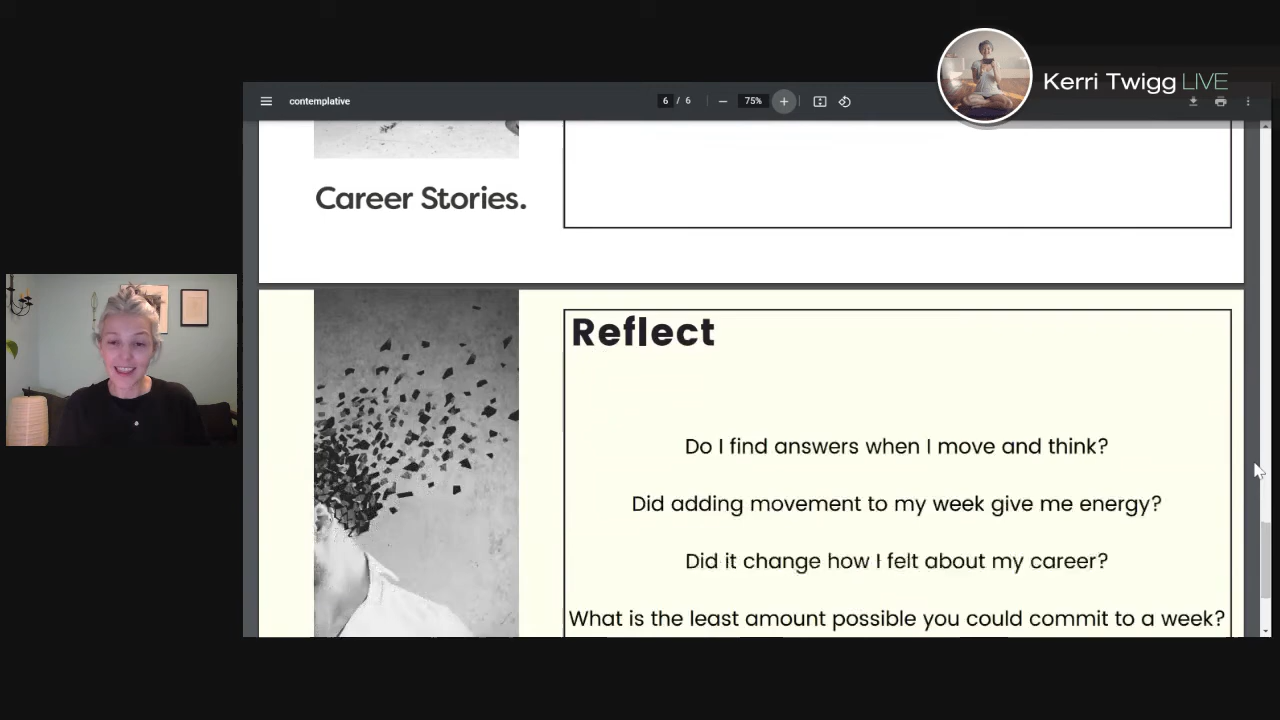 Kerri Twigg LIVE
contemplative
6 / 6
75%
Career Stories.
Reflect
Do I find answers when I move and think?
Did adding movement to my week give me energy?
Did it change how I felt about my career?
What is the least amount possible you could commit to a week?